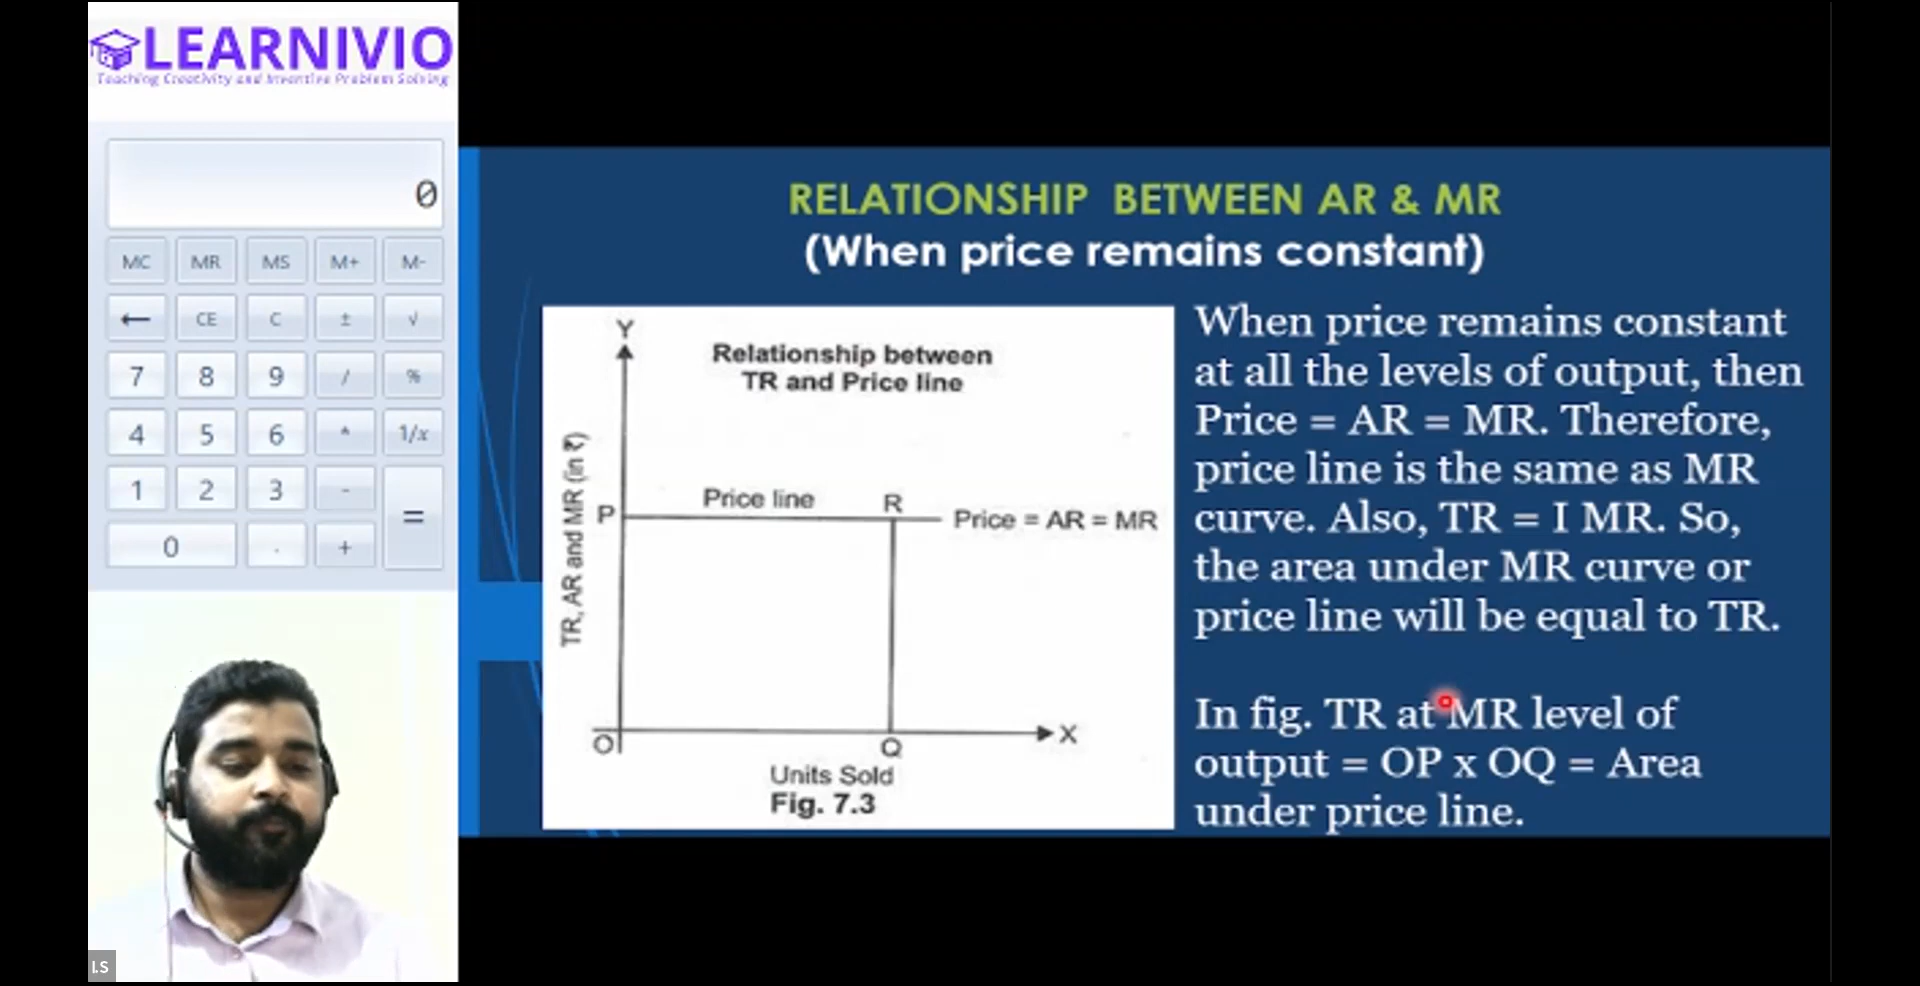 LEARNIVIO
Teaching Creativity and Inventive Problem Solving
0
MC MR MS M+ M-
← CE C ± √
7 8 9 / %
4 5 6 * 1/x
1 2 3 - =
0 . +
I.S
RELATIONSHIP BETWEEN AR & MR
(When price remains constant)
Y
Relationship between
TR and Price line
TR, AR and MR (in ₹)
Price line R
P Price = AR = MR
O Q X
Units Sold
Fig. 7.3
When price remains constant
at all the levels of output, then
Price = AR = MR. Therefore,
price line is the same as MR
curve. Also, TR = I MR. So,
the area under MR curve or
price line will be equal to TR.
In fig. TR at MR level of
output = OP x OQ = Area
under price line.